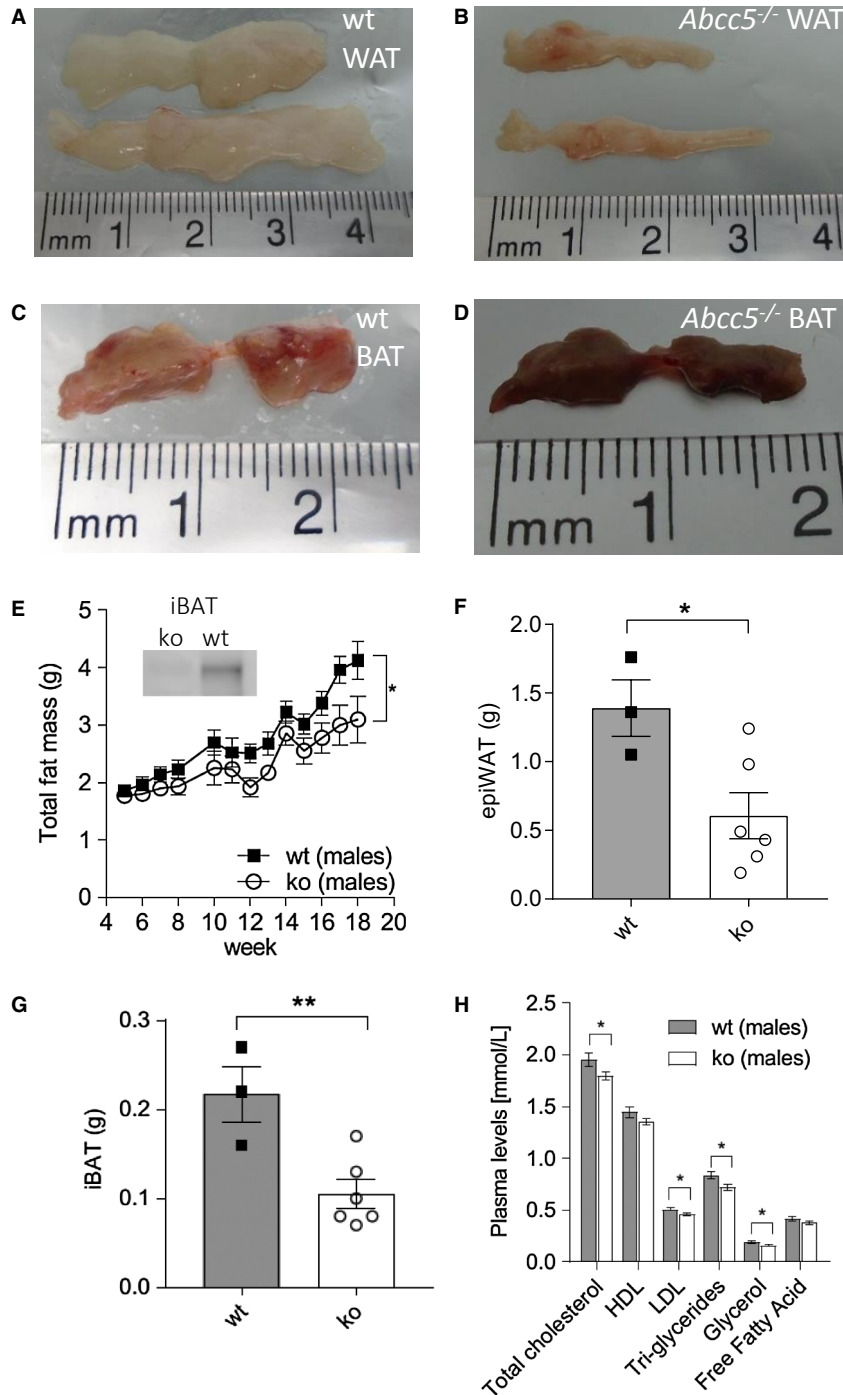 A
wt
WAT
mm 1 2 3 4
B
Abcc5-/- WAT
mm 1 2 3 4
C
wt
BAT
mm 1 2
D
Abcc5-/- BAT
mm 1 2
E
iBAT
ko wt
Total fat mass (g)
5
4
3
2
1
0
*
wt (males)
ko (males)
4 6 8 10 12 14 16 18 20
week
F
epiWAT (g)
2.0
1.5
1.0
0.5
0.0
*
wt
ko
G
iBAT (g)
0.3
0.2
0.1
0.0
**
wt
ko
H
Plasma levels [mmol/L]
2.5
2.0
1.5
1.0
0.5
0.0
wt (males)
ko (males)
*
*
*
*
Total cholesterol
HDL
LDL
Tri-glycerides
Glycerol
Free Fatty Acid